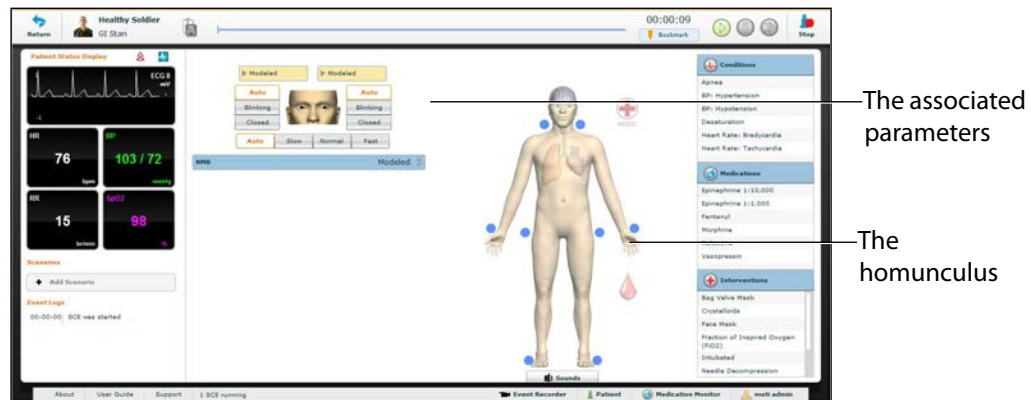 Return
Healthy Soldier
GI Stan
00:00:09
Bookmark
Stop
Patient Status Display
ECG II
mV
1
-1
HR
76
bpm
BP
103 / 72
mmHg
RR
15
br/min
SpO2
98
%
Scenarios
+ Add Scenario
Event Logs
00:00:00 SCE was started
Modeled
Modeled
Auto
Blinking
Closed
Auto
Blinking
Closed
Auto Slow Normal Fast
NMB Modeled
MEDIC
Sounds
Conditions
Apnea
BP: Hypertension
BP: Hypotension
Desaturation
Heart Rate: Bradycardia
Heart Rate: Tachycardia
Medications
Epinephrine 1:10,000
Epinephrine 1:1,000
Fentanyl
Morphine
Vasopressin
Interventions
Bag Valve Mask
Crystalloids
Face Mask
Fraction of Inspired Oxygen
(FiO2)
Intubated
Needle Decompression
The associated
parameters
The
homunculus
About User Guide Support 1 SCE running Event Recorder Patient Medication Monitor meti admin